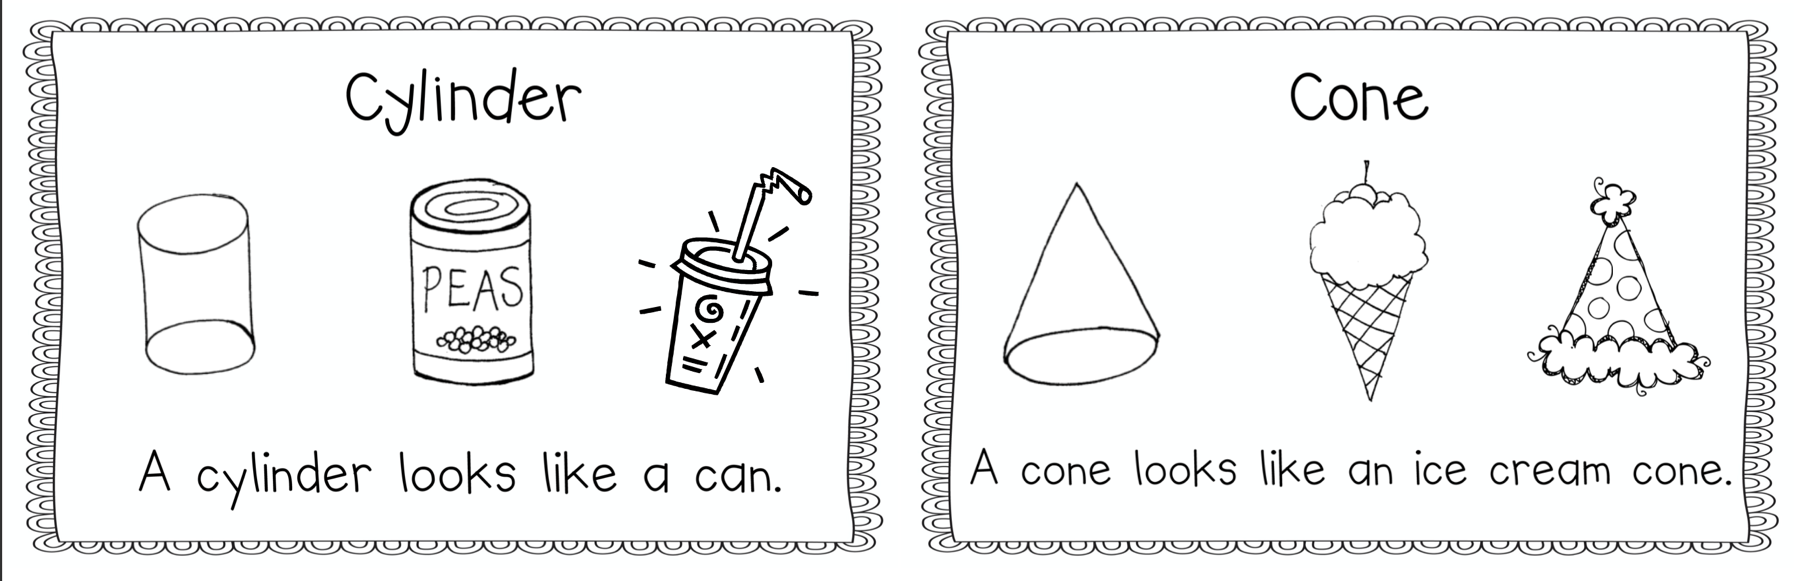 Cylinder
PEAS
A cylinder looks like a can.
Cone
A cone looks like an ice cream cone.